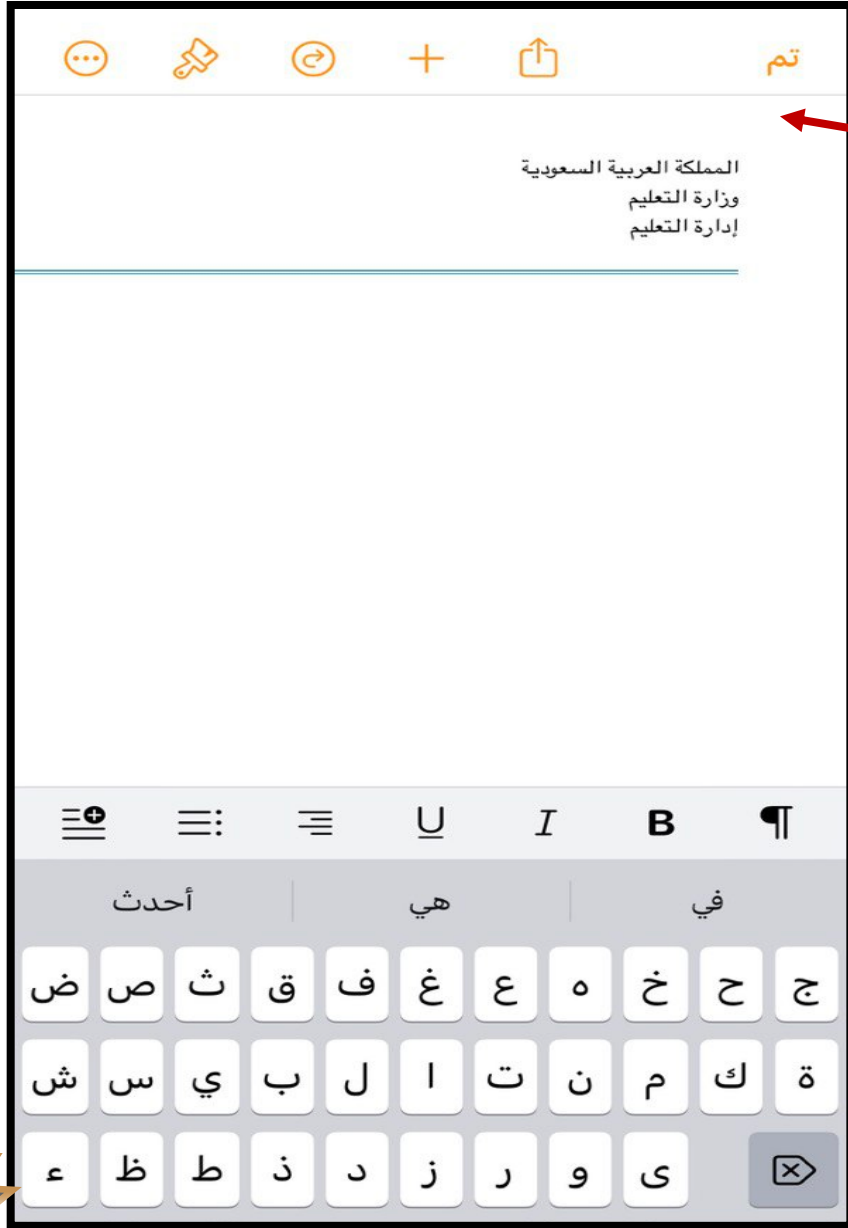 تم
المملكة العربية السعودية
وزارة التعليم
إدارة التعليم
B I U
في هي أحدث
ج ح خ ه ع غ ف ق ث ص ض
ة ك م ن ت ا ل ب ي س ش
ى و ر ز د ذ ط ظ ء